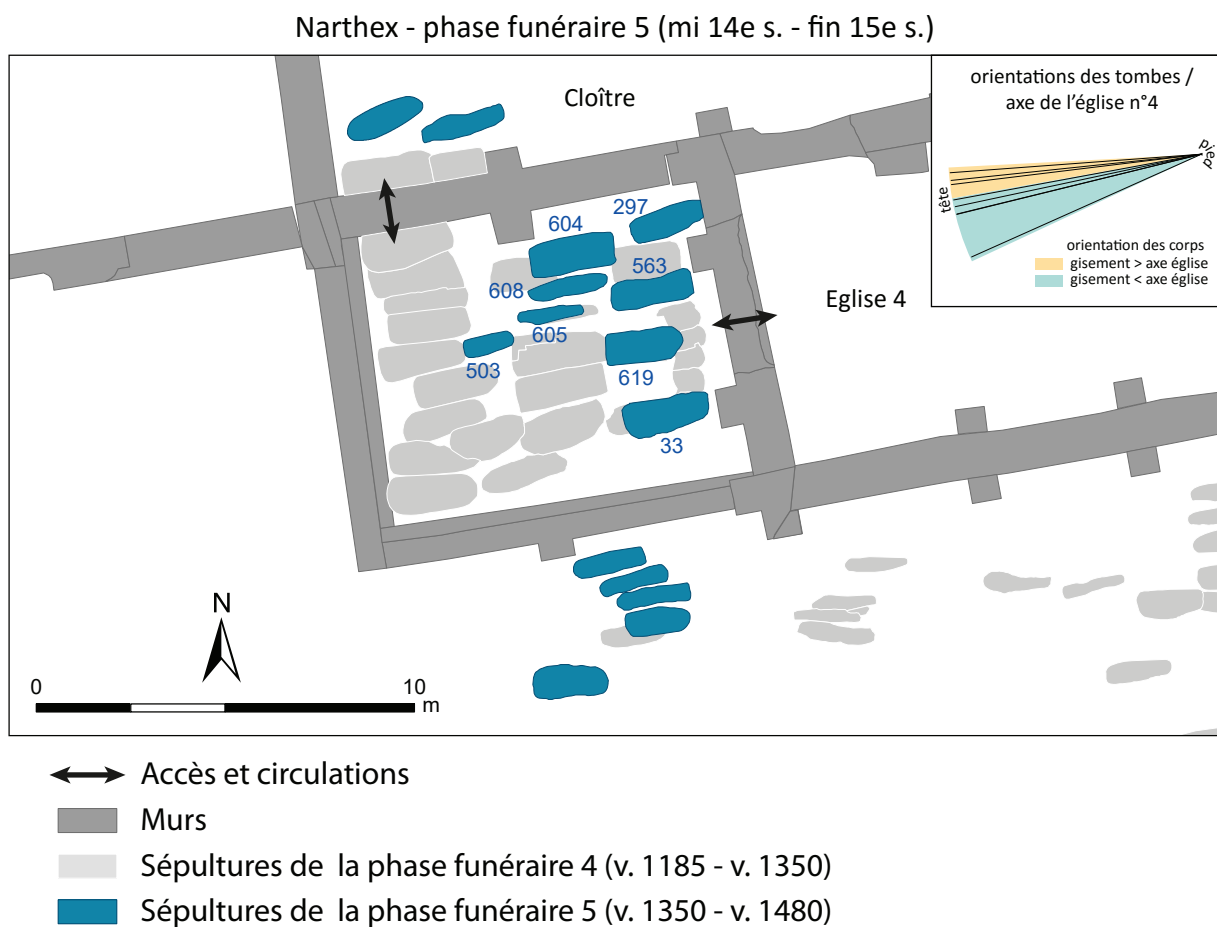 Narthex - phase funéraire 5 (mi 14e s. - fin 15e s.)
Cloître
orientations des tombes /
axe de l'église n°4
pied
tête
orientation des corps
gisement > axe église
gisement < axe église
297
604
563
608
Eglise 4
605
503
619
33
N
0
10
m
Accès et circulations
Murs
Sépultures de la phase funéraire 4 (v. 1185 - v. 1350)
Sépultures de la phase funéraire 5 (v. 1350 - v. 1480)